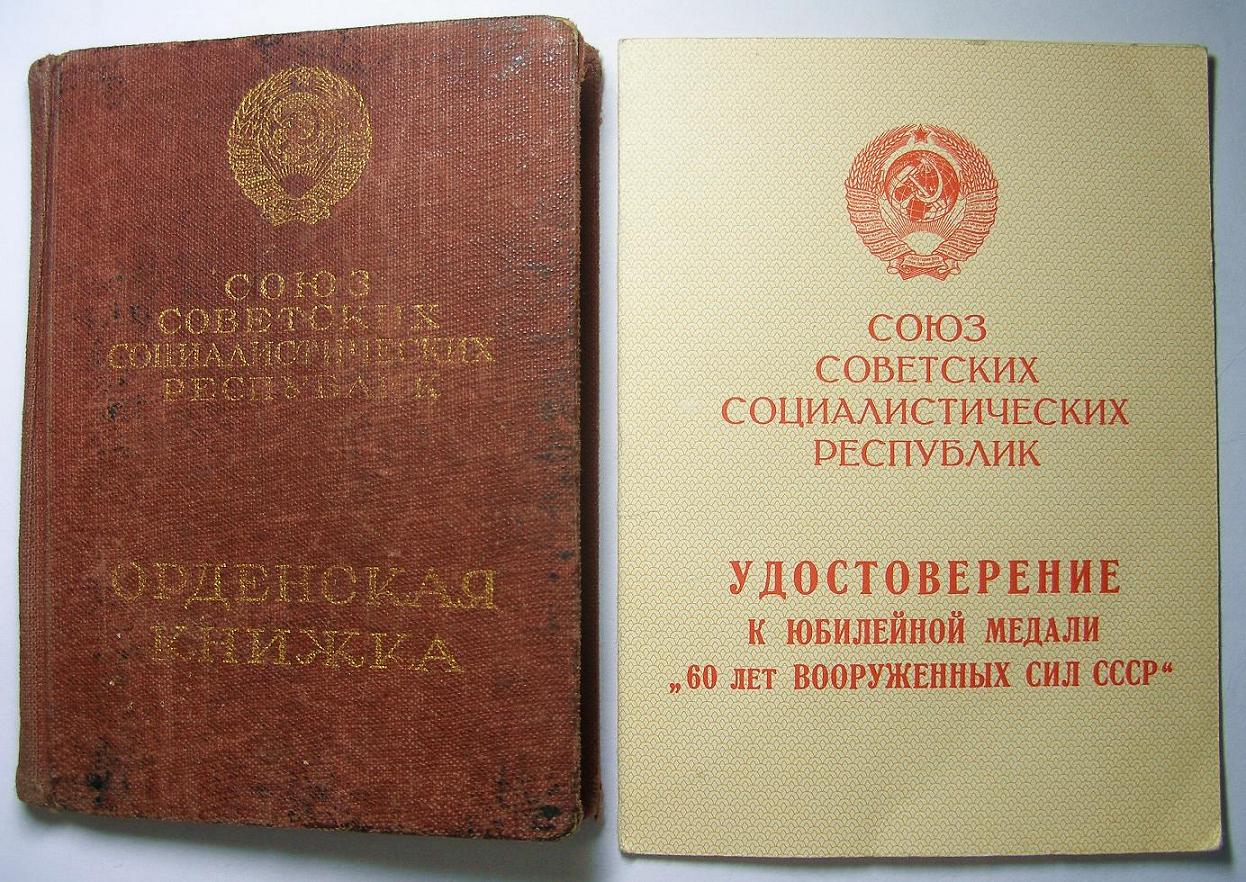 СОЮЗ
СОВЕТСКИХ
СОЦИАЛИСТИЧЕСКИХ
РЕСПУБЛИК
ОРДЕНСКАЯ
КНИЖКА
СОЮЗ
СОВЕТСКИХ
СОЦИАЛИСТИЧЕСКИХ
РЕСПУБЛИК
УДОСТОВЕРЕНИЕ
К ЮБИЛЕЙНОЙ МЕДАЛИ
„60 ЛЕТ ВООРУЖЕННЫХ СИЛ СССР“